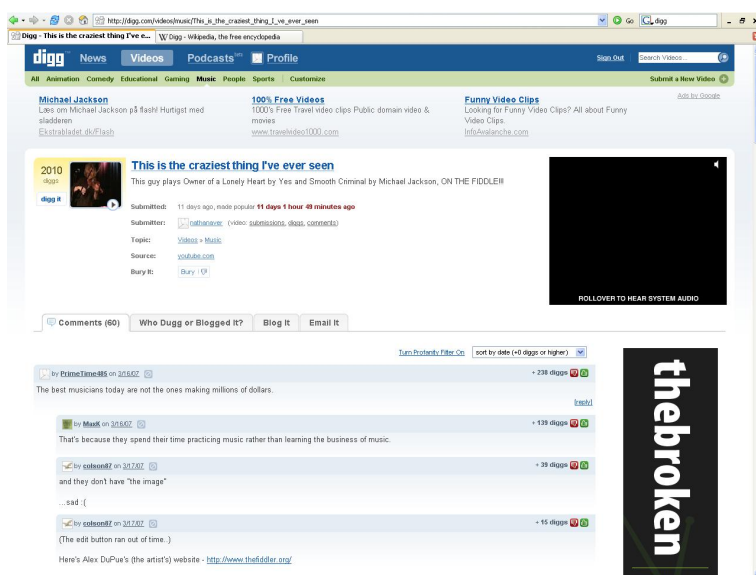 http://digg.com/videos/music/This_is_the_craziest_thing_I_ve_ever_seen
Go
digg
Digg - This is the craziest thing I've e...
Digg - Wikipedia, the free encyclopedia
digg
News
Videos
Podcasts beta
Profile
Sign Out
Search Videos...
All Animation Comedy Educational Gaming Music People Sports | Customize
Submit a New Video
Michael Jackson
Læs om Michael Jackson på flash! Hurtigst med
sladderen
Ekstrabladet.dk/Flash
100% Free Videos
1000's Free Travel video clips Public domain video &
movies
www.travelvideo1000.com
Funny Video Clips
Looking for Funny Video Clips? All about Funny
Video Clips.
InfoAvalanche.com
Ads by Google
2010
diggs
digg it
This is the craziest thing I've ever seen
This guy plays Owner of a Lonely Heart by Yes and Smooth Criminal by Michael Jackson, ON THE FIDDLE!!!
Submitted: 11 days ago, made popular 11 days 1 hour 49 minutes ago
Submitter: nathanaver (video: submissions, diggs, comments)
Topic: Videos » Music
Source: youtube.com
Bury It: Bury
ROLLOVER TO HEAR SYSTEM AUDIO
Comments (60)
Who Dugg or Blogged It?
Blog It
Email It
Turn Profanity Filter On
sort by date (+0 diggs or higher)
by PrimeTime485 on 3/16/07
+ 238 diggs
The best musicians today are not the ones making millions of dollars.
[reply]
by MaxK on 3/16/07
+ 139 diggs
That's because they spend their time practicing music rather than learning the business of music.
by colson87 on 3/17/07
+ 39 diggs
and they don't have "the image"
...sad :(
by colson87 on 3/17/07
+ 15 diggs
(The edit button ran out of time..)
Here's Alex DuPue's (the artist's) website - http://www.thefiddler.org/
thebroken